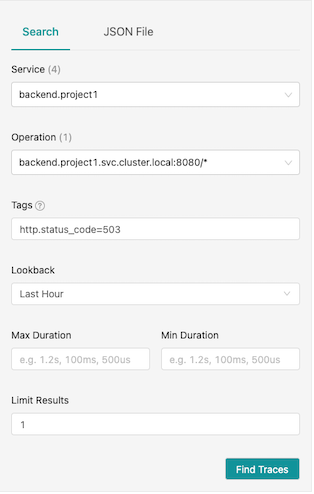 Search JSON File
Service (4)
backend.project1
Operation (1)
backend.project1.svc.cluster.local:8080/*
Tags ?
http.status_code=503
Lookback
Last Hour
Max Duration Min Duration
e.g. 1.2s, 100ms, 500us e.g. 1.2s, 100ms, 500us
Limit Results
1
Find Traces